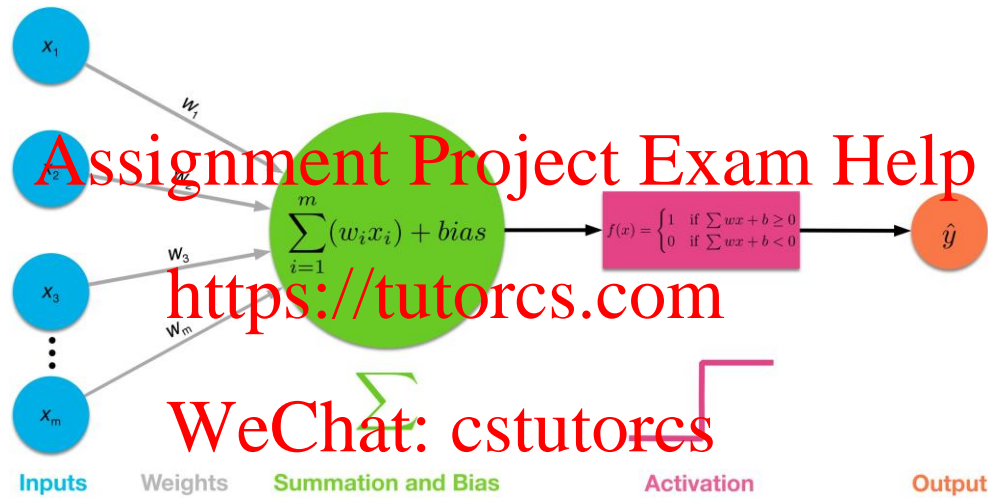 x₁
w₁
Assignment Project Exam Help
x₂
w₂
m
∑(wᵢxᵢ) + bias
i=1
f(x) = {1 if ∑ wx + b ≥ 0
0 if ∑ wx + b < 0
ŷ
w₃
x₃
https://tutorcs.com
wₘ
xₘ
∑
WeChat: cstutorcs
Inputs Weights Summation and Bias Activation Output